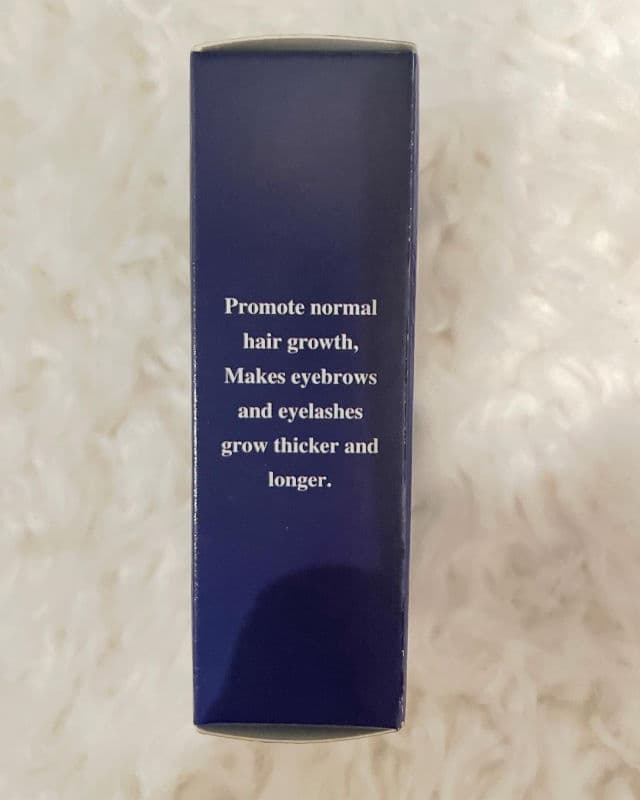 Promote normal
hair growth,
Makes eyebrows
and eyelashes
grow thicker and
longer.